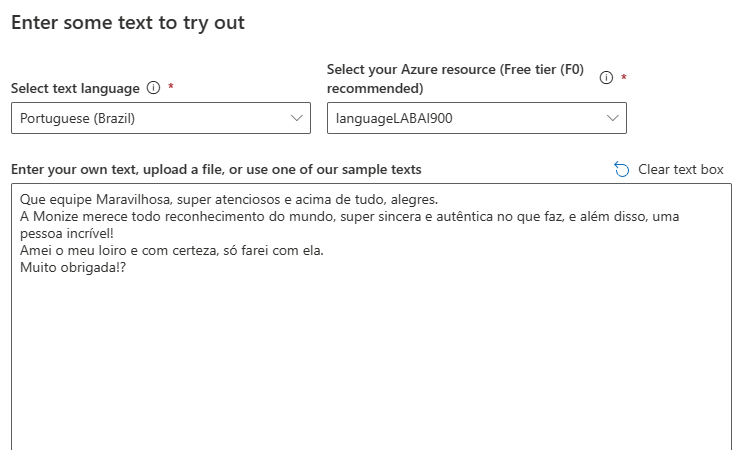 Enter some text to try out
Select your Azure resource (Free tier (F0)
Select text language *
recommended) *
Portuguese (Brazil)
languageLABAI900
Enter your own text, upload a file, or use one of our sample texts
Clear text box
Que equipe Maravilhosa, super atenciosos e acima de tudo, alegres.
A Monize merece todo reconhecimento do mundo, super sincera e autêntica no que faz, e além disso, uma
pessoa incrível!
Amei o meu loiro e com certeza, só farei com ela.
Muito obrigada!?